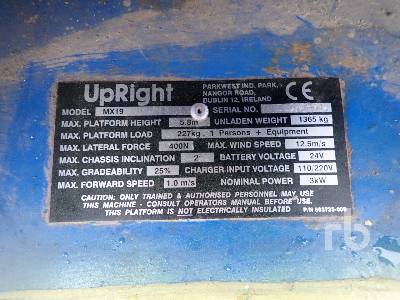 UpRight
PARKWEST IND. PARK,
NANGOR ROAD,
DUBLIN 12, IRELAND
CE
MODEL MX19 SERIAL NO.
MAX. PLATFORM HEIGHT 5.8m UNLADEN WEIGHT 1365 kg
MAX. PLATFORM LOAD 227kg. 1 Persons + Equipment
MAX. LATERAL FORCE 400N MAX. WIND SPEED 12.5m/s
MAX. CHASSIS INCLINATION 2 BATTERY VOLTAGE 24V
MAX. GRADEABILITY 25% CHARGER INPUT VOLTAGE 110/220V
MAX. FORWARD SPEED 1.0 m/s NOMINAL POWER 3kW
CAUTION: ONLY TRAINED & AUTHORISED PERSONNEL MAY USE
THIS MACHINE - CONSULT OPERATORS MANUAL BEFORE USE.
THIS PLATFORM IS NOT ELECTRICALLY INSULATED
P/N
rb